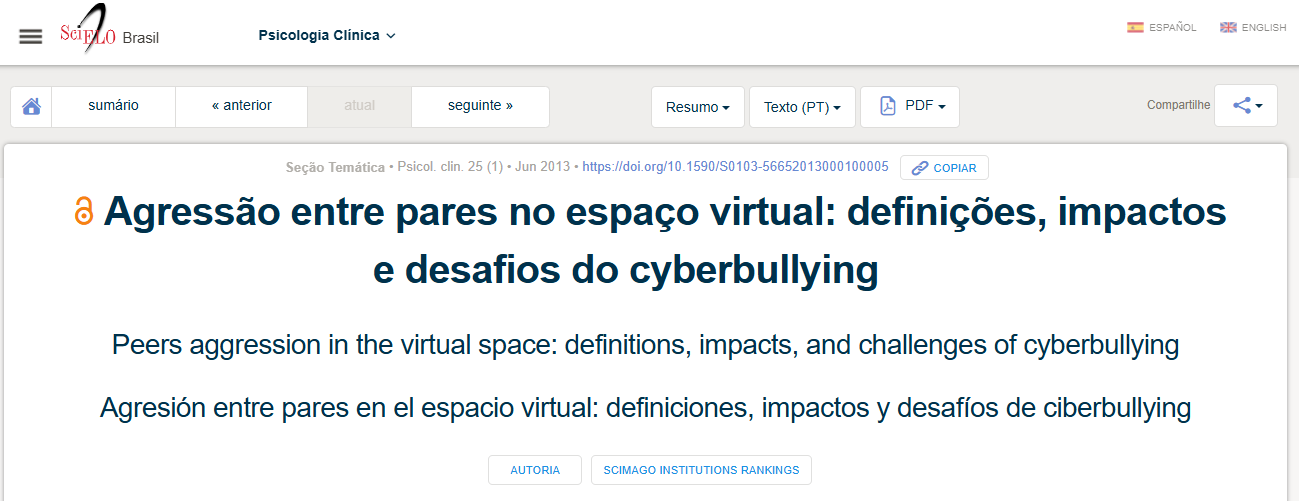 SciELO Brasil Psicologia Clínica ESPAÑOL ENGLISH
sumário « anterior atual seguinte » Resumo Texto (PT) PDF Compartilhe
Seção Temática • Psicol. clin. 25 (1) • Jun 2013 • https://doi.org/10.1590/S0103-56652013000100005 COPIAR
Agressão entre pares no espaço virtual: definições, impactos
e desafios do cyberbullying
Peers aggression in the virtual space: definitions, impacts, and challenges of cyberbullying
Agresión entre pares en el espacio virtual: definiciones, impactos y desafíos de ciberbullying
AUTORIA SCIMAGO INSTITUTIONS RANKINGS